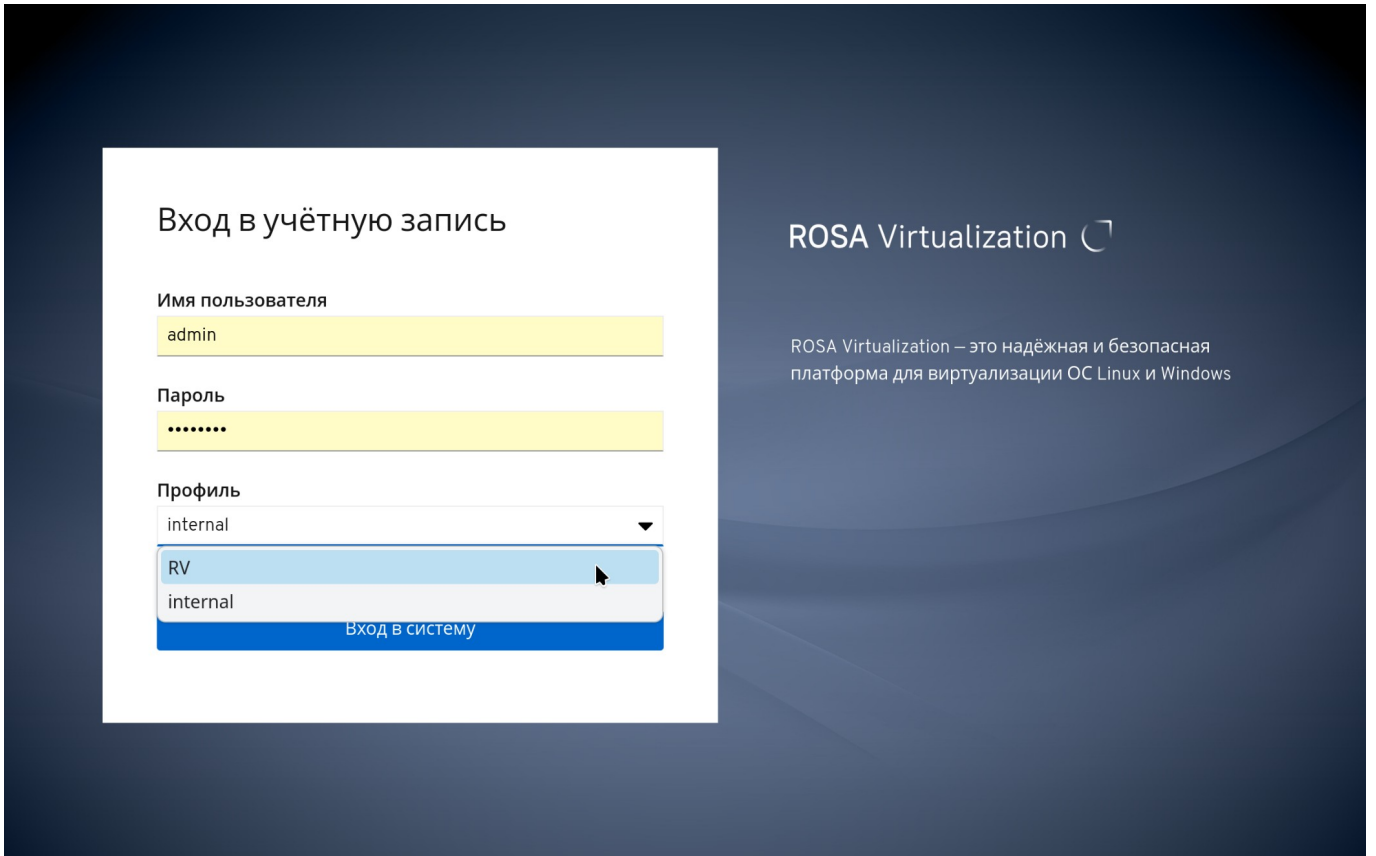 Вход в учётную запись
Имя пользователя
admin
Пароль
••••••••
Профиль
internal
RV
internal
Вход в систему
ROSA Virtualization
ROSA Virtualization – это надёжная и безопасная
платформа для виртуализации ОС Linux и Windows